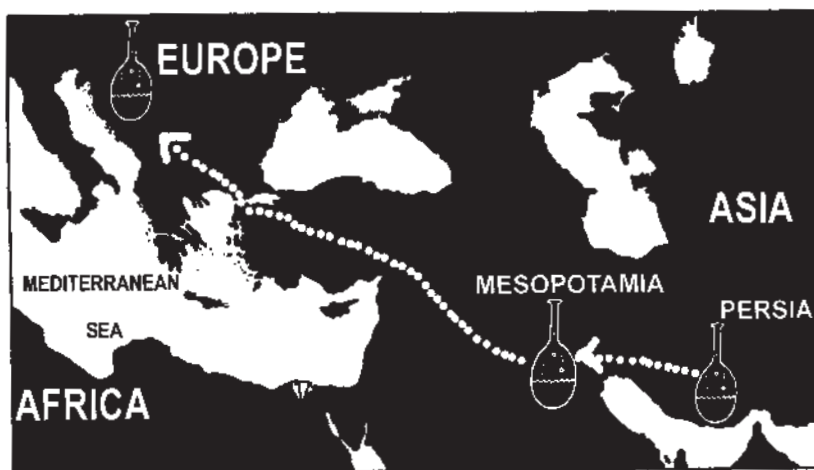 EUROPE
ASIA
MEDITERRANEAN
SEA
MESOPOTAMIA
PERSIA
AFRICA